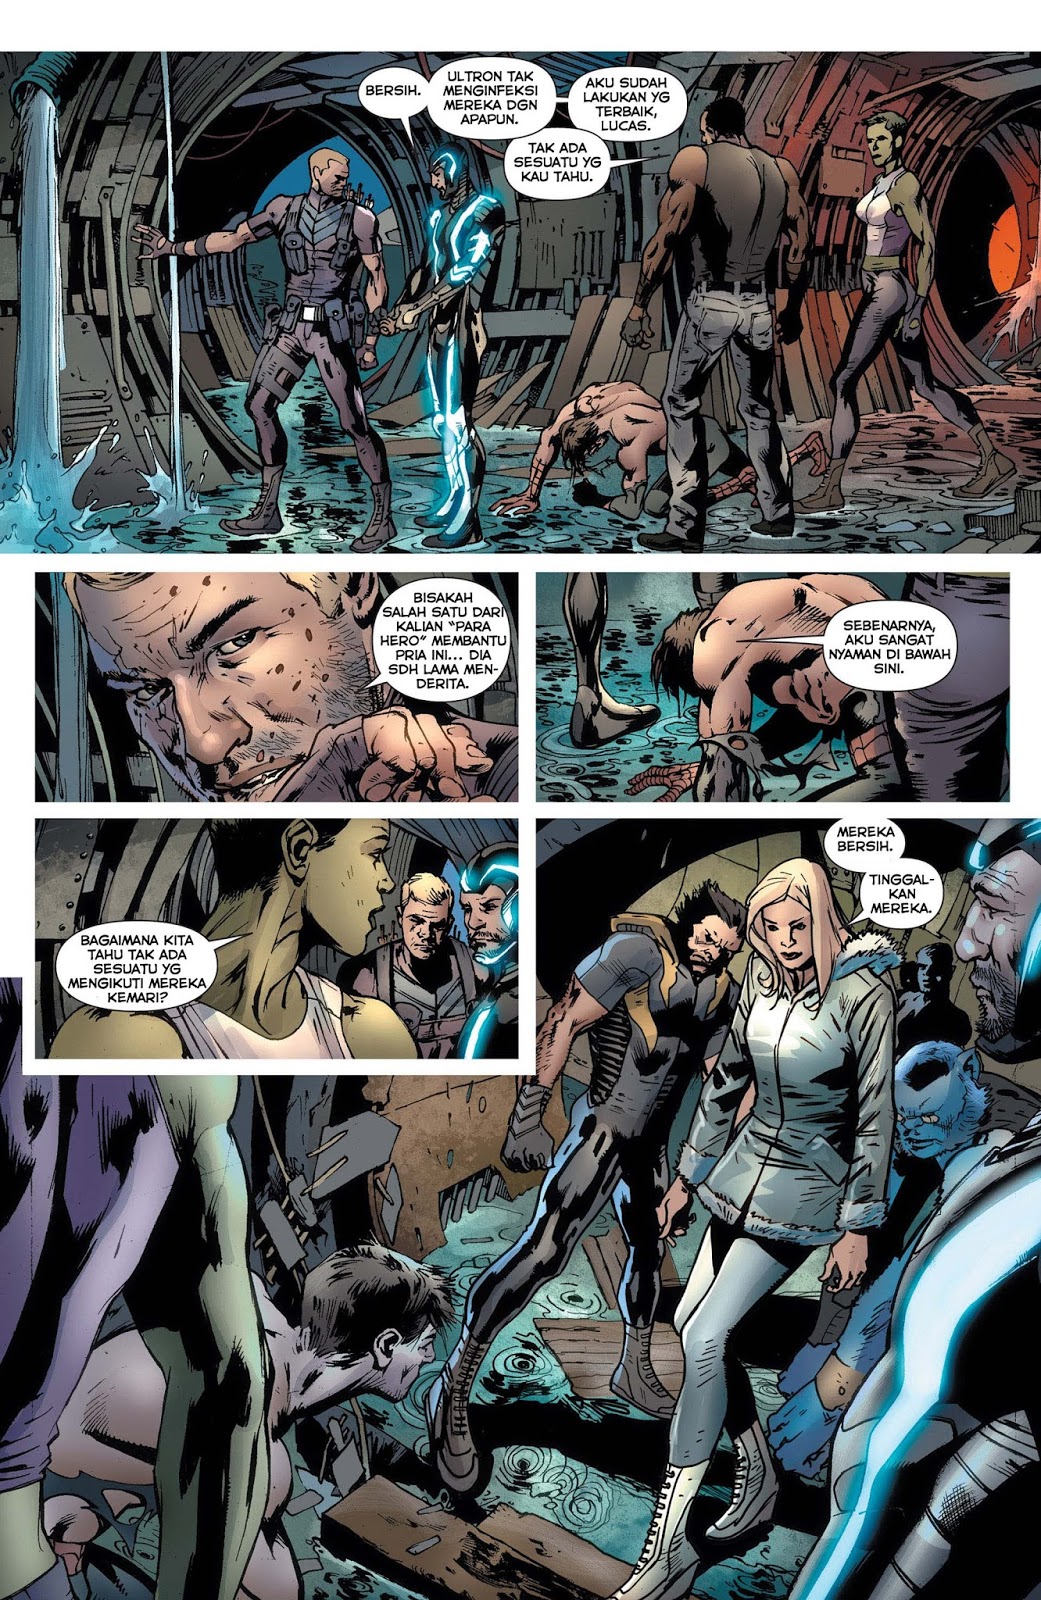 BERSIH.
ULTRON TAK
MENGINFEKSI
MEREKA DGN
APAPUN.
AKU SUDAH
LAKUKAN YG
TERBAIK,
LUCAS.
TAK ADA
SESUATU YG
KAU TAHU.
BISAKAH
SALAH SATU DARI
KALIAN "PARA
HERO" MEMBANTU
PRIA INI... DIA
SDH LAMA MEN-
DERITA.
SEBENARNYA,
AKU SANGAT
NYAMAN DI BAWAH
SINI.
BAGAIMANA KITA
TAHU TAK ADA
SESUATU YG
MENGIKUTI MEREKA
KEMARI?
MEREKA
BERSIH.
TINGGAL-
KAN
MEREKA.